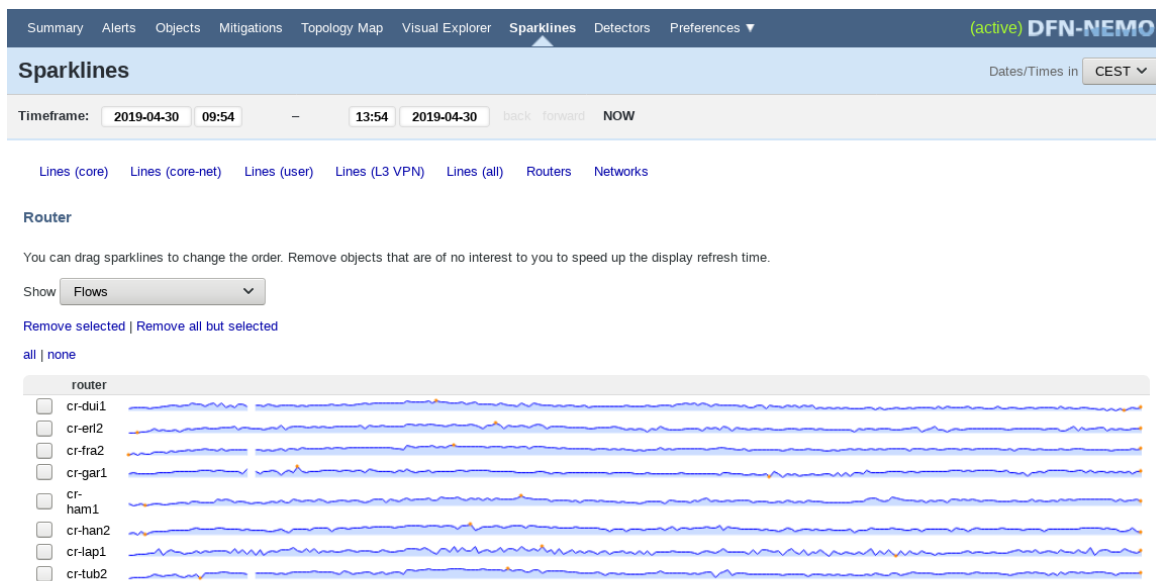 Summary Alerts Objects Mitigations Topology Map Visual Explorer Sparklines Detectors Preferences ▼ (active) DFN-NEMO
Sparklines Dates/Times in CEST
Timeframe: 2019-04-30 09:54 – 13:54 2019-04-30 back forward NOW
Lines (core) Lines (core-net) Lines (user) Lines (L3 VPN) Lines (all) Routers Networks
Router
You can drag sparklines to change the order. Remove objects that are of no interest to you to speed up the display refresh time.
Show Flows
Remove selected | Remove all but selected
all | none
router
cr-dui1
cr-erl2
cr-fra2
cr-gar1
cr-
ham1
cr-han2
cr-lap1
cr-tub2